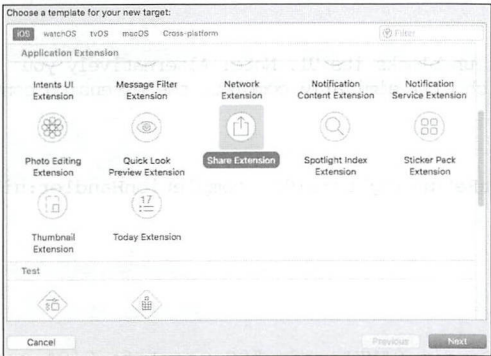 Choose a template for your new target:
iOS watchOS tvOS macOS Cross-platform Filter
Application Extension
Intents UI Extension
Message Filter Extension
Network Extension
Notification Content Extension
Notification Service Extension
Photo Editing Extension
Quick Look Preview Extension
Share Extension
Spotlight Index Extension
Sticker Pack Extension
17
Thumbnail Extension
Today Extension
Test
Cancel Previous Next